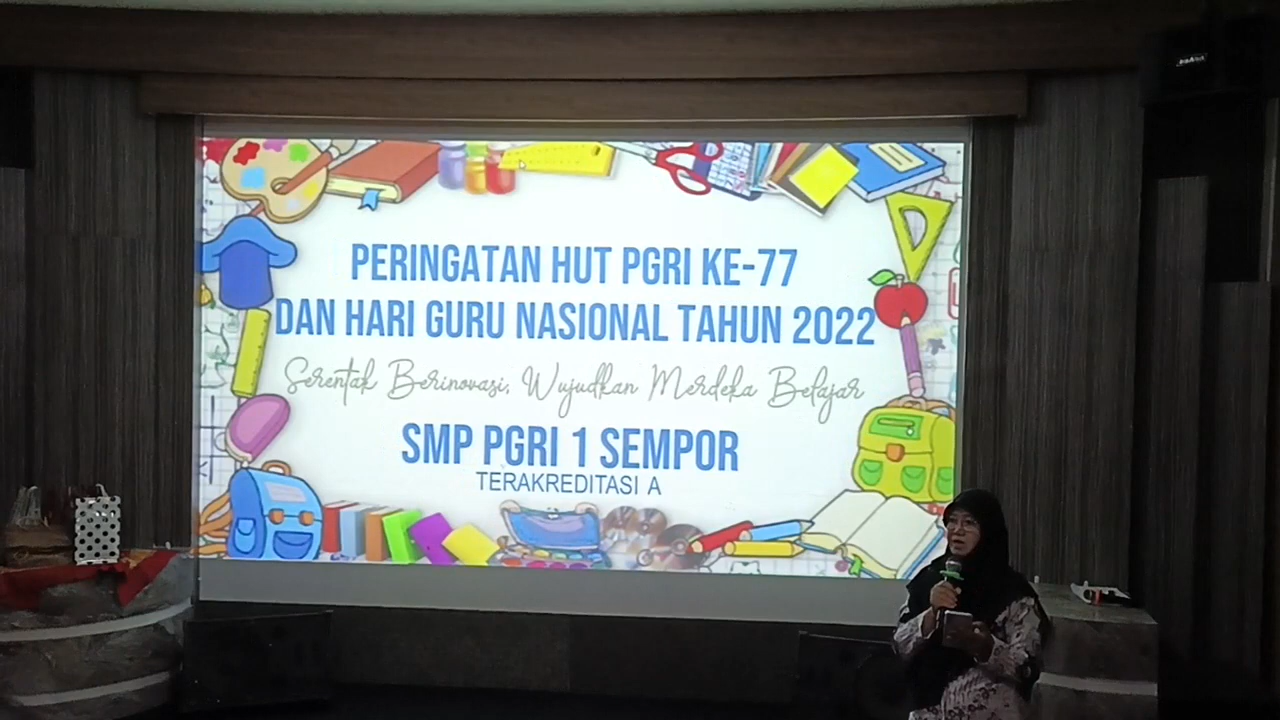 PERINGATAN HUT PGRI KE-77
DAN HARI GURU NASIONAL TAHUN 2022
Serentak Berinovasi, Wujudkan Merdeka Belajar
SMP PGRI 1 SEMPOR
TERAKREDITASI A